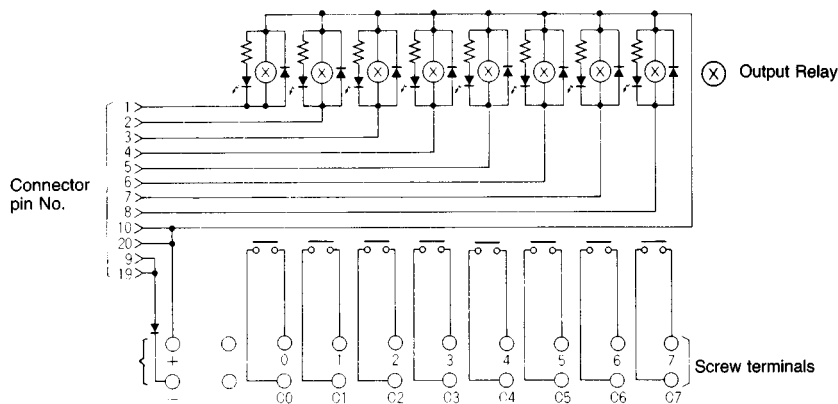 X Output Relay
Connector
pin No.
1
2
3
4
5
6
7
8
10
20
9
19
+ 0 1 2 3 4 5 6 7
Screw terminals
− C0 C1 C2 C3 C4 C5 C6 C7